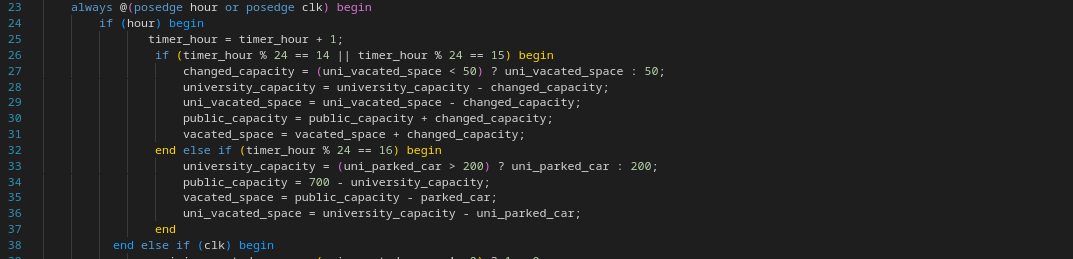 23 always @(posedge hour or posedge clk) begin
24 if (hour) begin
25 timer_hour = timer_hour + 1;
26 if (timer_hour % 24 == 14 || timer_hour % 24 == 15) begin
27 changed_capacity = (uni_vacated_space < 50) ? uni_vacated_space : 50;
28 university_capacity = university_capacity - changed_capacity;
29 uni_vacated_space = uni_vacated_space - changed_capacity;
30 public_capacity = public_capacity + changed_capacity;
31 vacated_space = vacated_space + changed_capacity;
32 end else if (timer_hour % 24 == 16) begin
33 university_capacity = (uni_parked_car > 200) ? uni_parked_car : 200;
34 public_capacity = 700 - university_capacity;
35 vacated_space = public_capacity - parked_car;
36 uni_vacated_space = university_capacity - uni_parked_car;
37 end
38 end else if (clk) begin